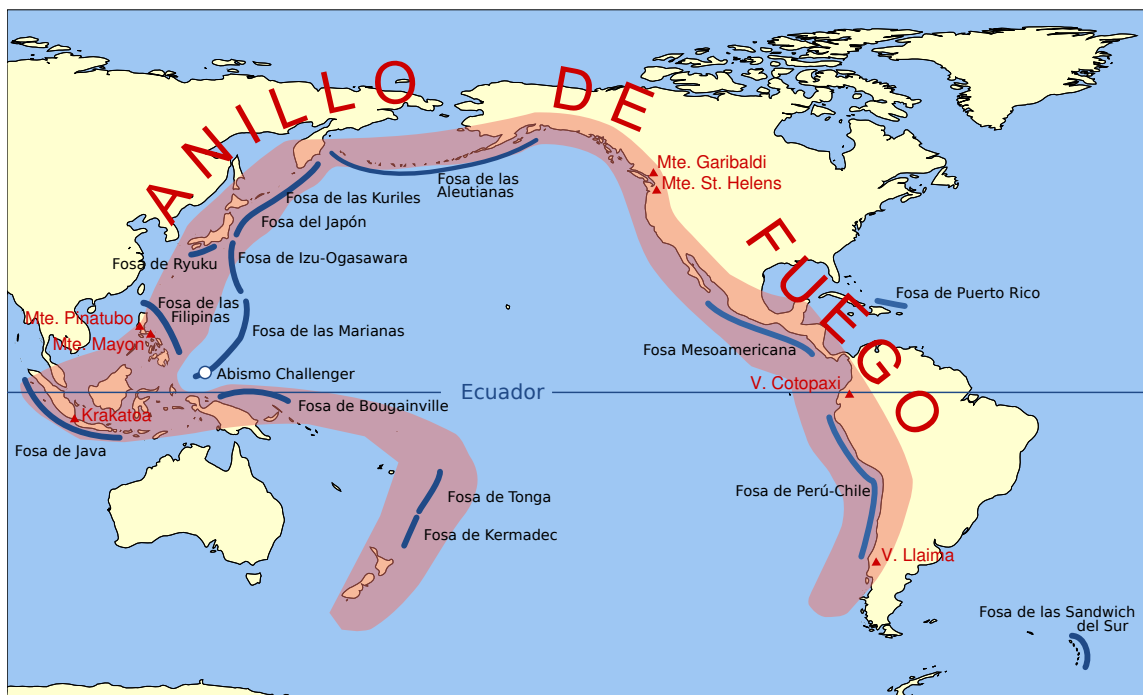 ANILLO DE FUEGO
Mte. Garibaldi
Mte. St. Helens
Fosa de las
Aleutianas
Fosa de las Kuriles
Fosa del Japón
Fosa de Izu-Ogasawara
Fosa de Ryuku
Fosa de las
Filipinas
Mte. Pinatubo
Mte. Mayon
Fosa de las Marianas
Fosa de Puerto Rico
Fosa Mesoamericana
Abismo Challenger
V. Cotopaxi
Ecuador
Fosa de Bougainville
Krakatoa
Fosa de Java
Fosa de Tonga
Fosa de Perú-Chile
Fosa de Kermadec
V. Llaima
Fosa de las Sandwich
del Sur